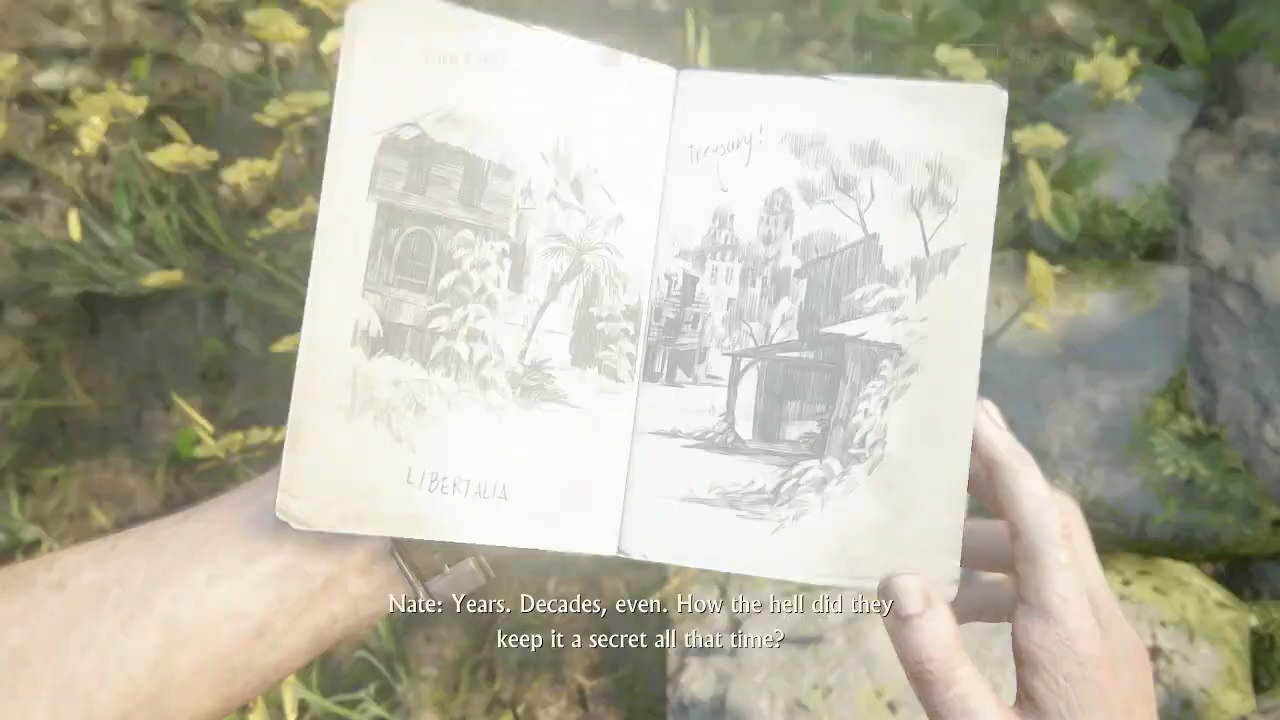 Treasury!
LIBERTALIA
Nate: Years. Decades, even. How the hell did they
keep it a secret all that time?